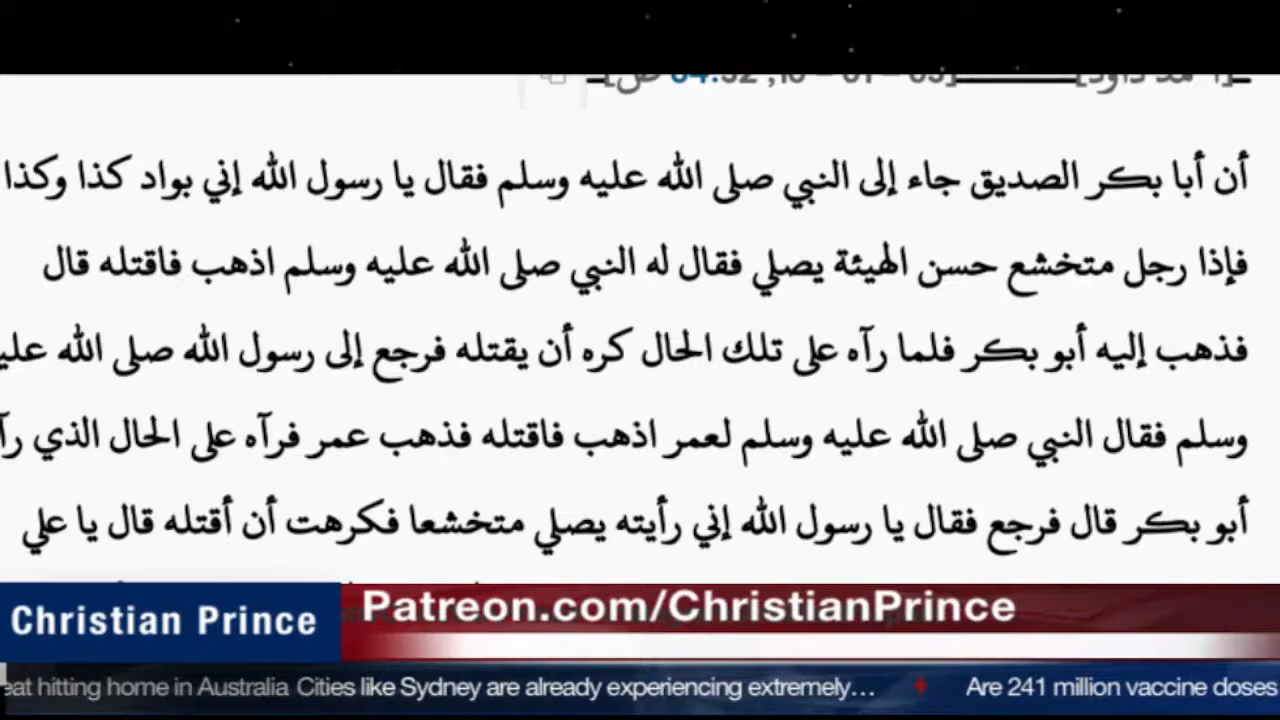 أن أبا بكر الصديق جاء إلى النبي صلى الله عليه وسلم فقال يا رسول الله إني بواد كذا وكذا
فإذا رجل متخشع حسن الهيئة يصلي فقال له النبي صلى الله عليه وسلم اذهب فاقتله قال
فذهب إليه أبو بكر فلما رآه على تلك الحال كره أن يقتله فرجع إلى رسول الله صلى الله
وسلم فقال النبي صلى الله عليه وسلم لعمر اذهب فاقتله فذهب عمر فرآه على الحال الذي
أبو بكر قال فرجع فقال يا رسول الله إني رأيته يصلي متخشعا فكرهت أن أقتله قال يا علي
Christian Prince
Patreon.com/ChristianPrince
hitting home in Australia Cities like Sydney are already experiencing extremely… Are 241 million vaccine doses